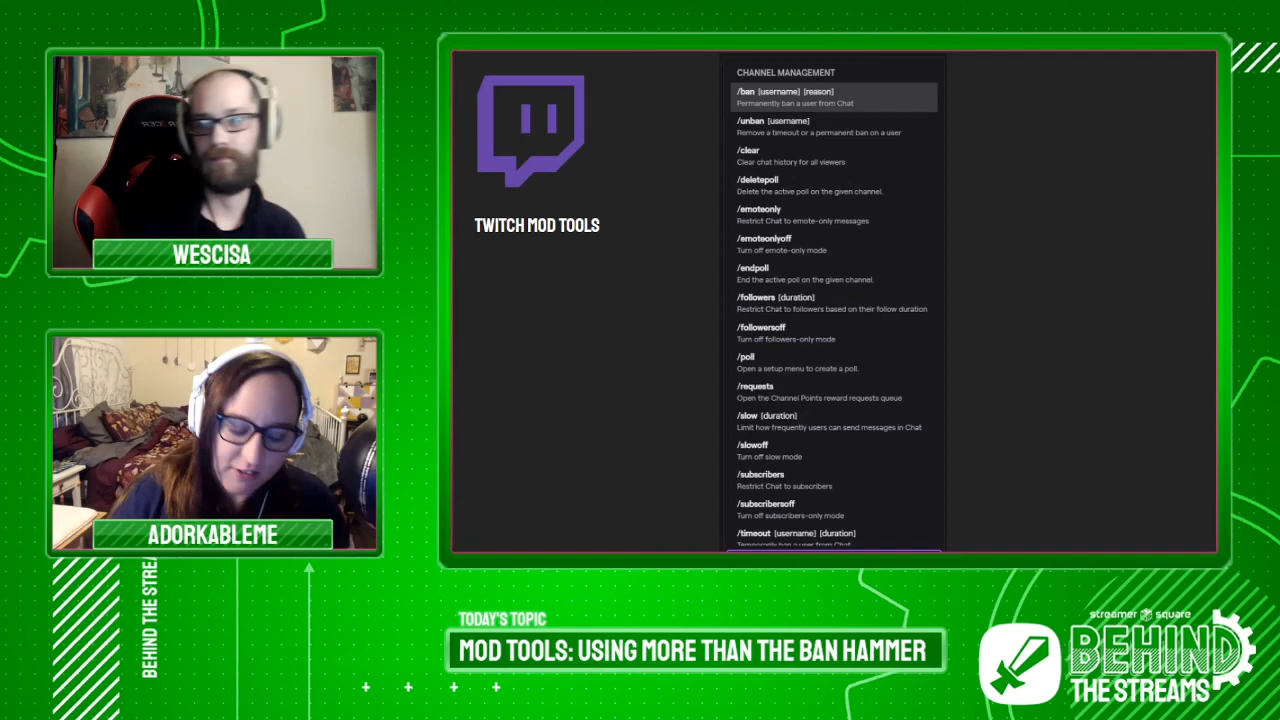 WESCISA
ADORKABLEME
TWITCH MOD TOOLS
CHANNEL MANAGEMENT
/ban [username] [reason]
Permanently ban a user from Chat
/unban [username]
Remove a timeout or a permanent ban on a user
/clear
Clear chat history for all viewers
/deletepoll
Delete the active poll on the given channel.
/emoteonly
Restrict Chat to emote-only messages
/emoteonlyoff
Turn off emote-only mode
/endpoll
End the active poll on the given channel.
/followers [duration]
Restrict Chat to followers based on their follow duration
/followersoff
Turn off followers-only mode
/poll
Open a setup menu to create a poll.
/requests
Open the Channel Points reward requests queue
/slow [duration]
Limit how frequently users can send messages in Chat
/slowoff
Turn off slow mode
/subscribers
Restrict Chat to subscribers
/subscribersoff
Turn off subscribers-only mode
/timeout [username] [duration]
Temporarily ban a user from Chat
BEHIND THE STREA
TODAY'S TOPIC
MOD TOOLS: USING MORE THAN THE BAN HAMMER
streamer square
BEHIND
THE STREAMS